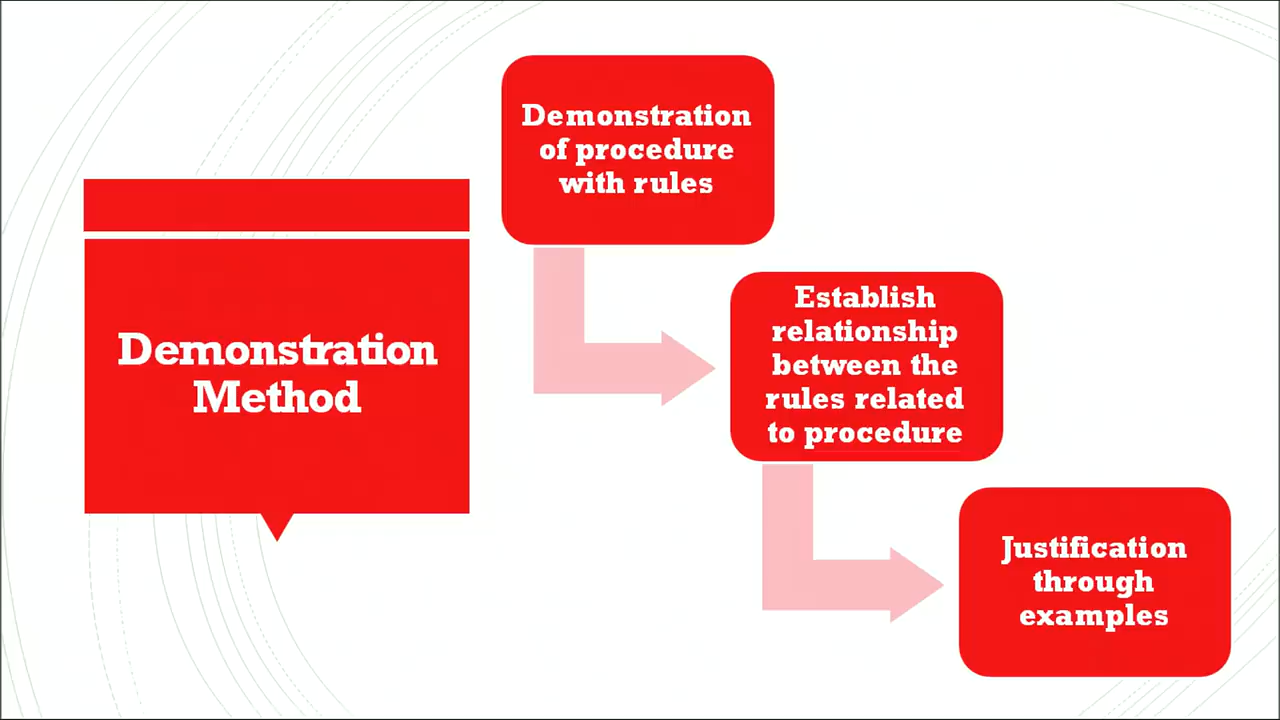 Demonstration
Method
Demonstration
of procedure
with rules
Establish
relationship
between the
rules related
to procedure
Justification
through
examples